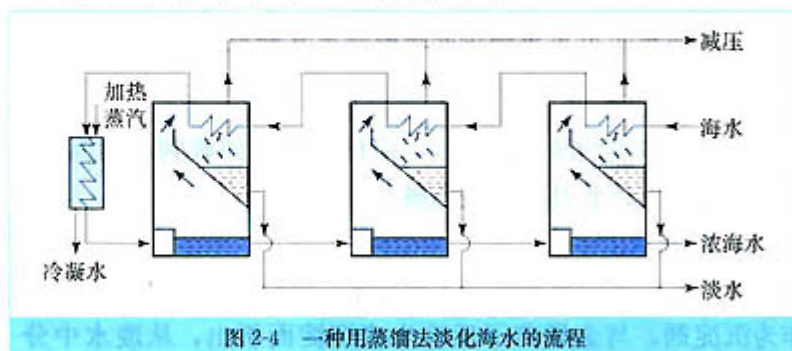 减压
加热
蒸汽
海水
浓海水
冷凝水
淡水
图 2-4 一种用蒸馏法淡化海水的流程